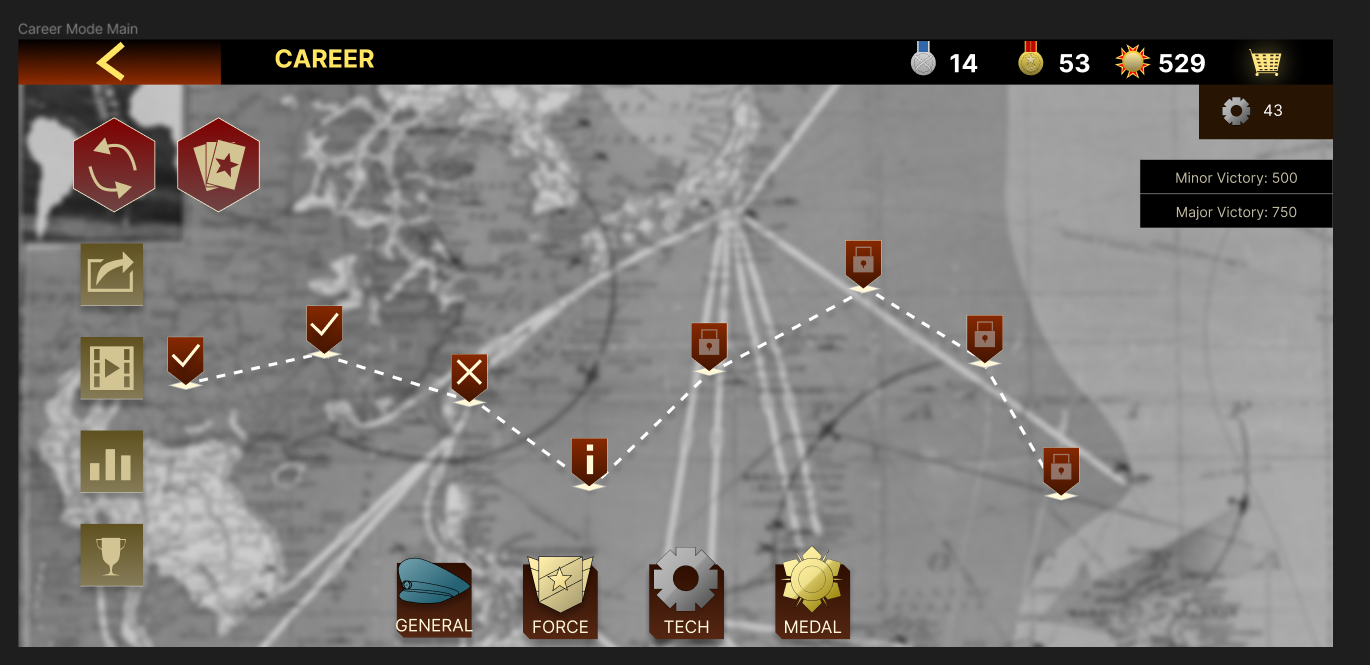 Career Mode Main
CAREER
14
53
529
43
Minor Victory: 500
Major Victory: 750
i
GENERAL
FORCE
TECH
MEDAL